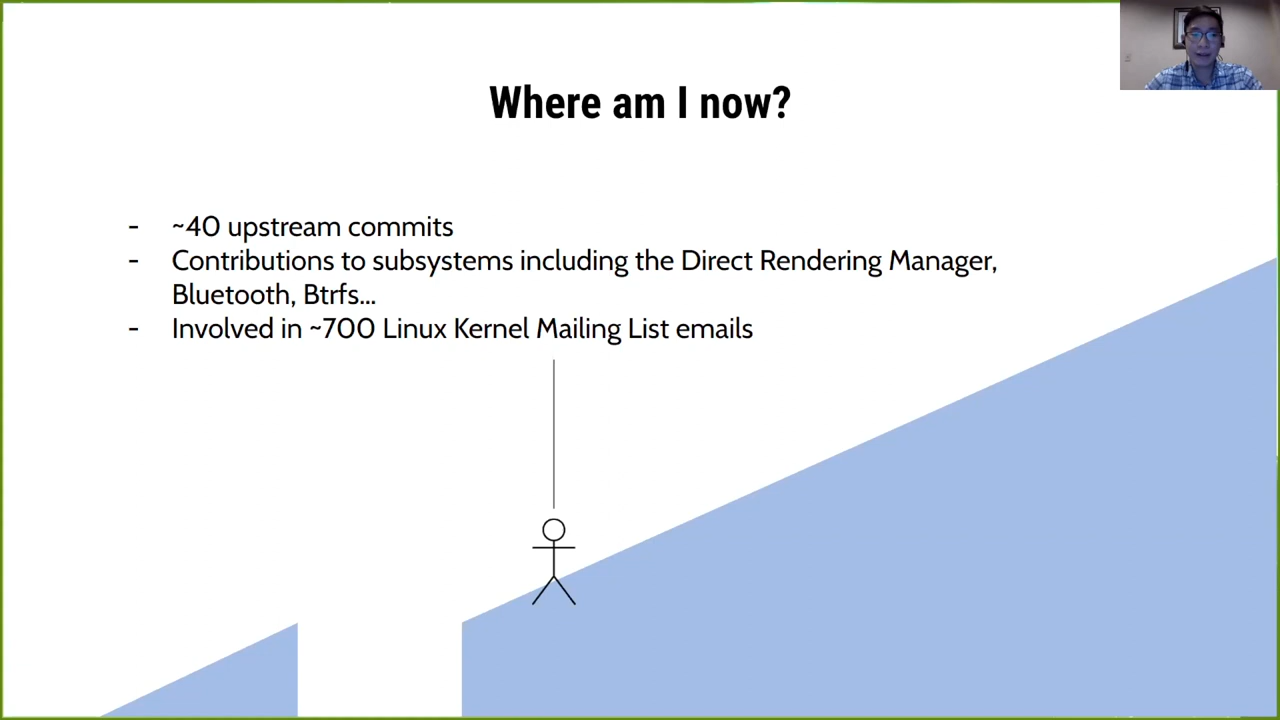 Where am I now?
- ~40 upstream commits
- Contributions to subsystems including the Direct Rendering Manager,
Bluetooth, Btrfs...
- Involved in ~700 Linux Kernel Mailing List emails